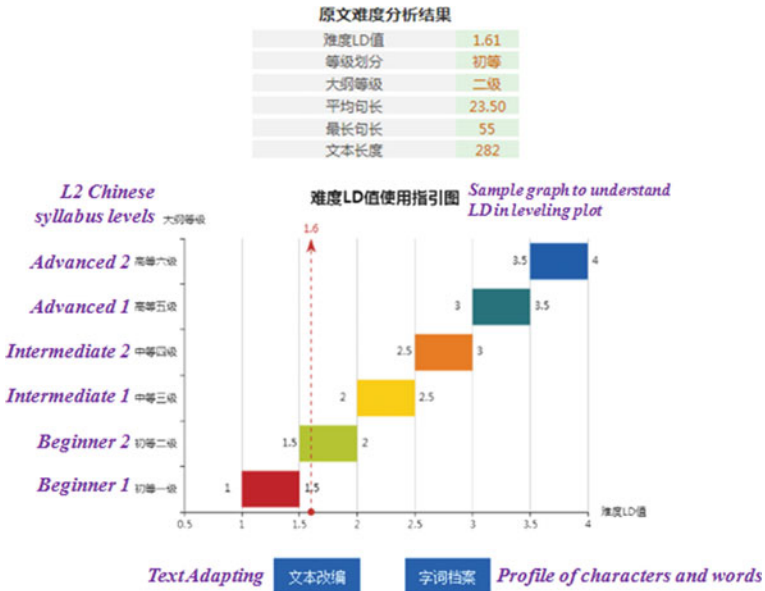 原文难度分析结果
难度LD值 1.61
等级划分 初等
大纲等级 二级
平均句长 23.50
最长句长 55
文本长度 282
L2 Chinese
syllabus levels
大纲等级
难度LD值使用指引图
Sample graph to understand
LD in leveling plot
1.6
Advanced 2 高等六级 3.5 4
Advanced 1 高等五级 3 3.5
Intermediate 2 中等四级 2.5 3
Intermediate 1 中等三级 2 2.5
Beginner 2 初等二级 1.5 2
Beginner 1 初等一级 1 1.5
0.5 1 1.5 2 2.5 3 3.5 4
难度LD值
Text Adapting 文本改编 字词档案 Profile of characters and words